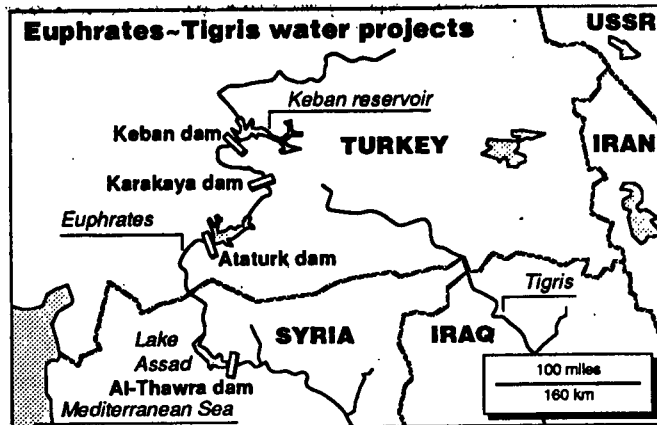 Euphrates~Tigris water projects
USSR
Keban reservoir
Keban dam
TURKEY
IRAN
Karakaya dam
Euphrates
Ataturk dam
Tigris
Lake
Assad
SYRIA
IRAQ
Al-Thawra dam
Mediterranean Sea
100 miles
160 km